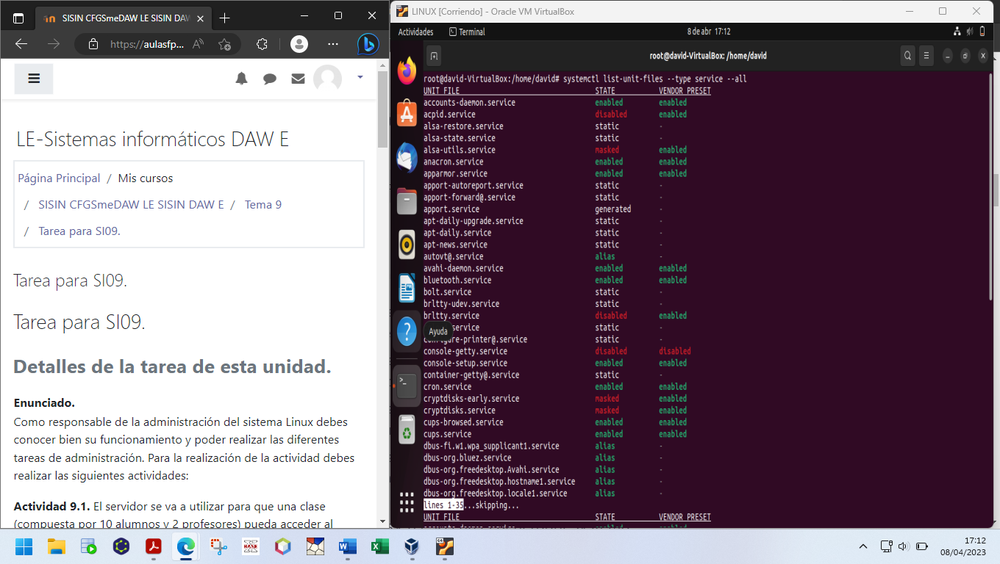 SISIN CFGSmeDAW LE SISIN DAW
https://aulasfp...
LE-Sistemas informáticos DAW E
Página Principal / Mis cursos
/ SISIN CFGSmeDAW LE SISIN DAW E / Tema 9
/ Tarea para SI09.
Tarea para SI09.
Tarea para SI09.
Detalles de la tarea de esta unidad.
Enunciado.
Como responsable de la administración del sistema Linux debes
conocer bien su funcionamiento y poder realizar las diferentes
tareas de administración. Para la realización de la actividad debes
realizar las siguientes actividades:
Actividad 9.1. El servidor se va a utilizar para que una clase
(compuesta por 10 alumnos y 2 profesores) pueda acceder al
LINUX [Corriendo] - Oracle VM VirtualBox
Actividades Terminal 8 de abr 17:12
root@david-VirtualBox: /home/david
root@david-VirtualBox:/home/david# systemctl list-unit-files --type service --all
UNIT FILE STATE VENDOR PRESET
accounts-daemon.service enabled enabled
acpid.service disabled enabled
alsa-restore.service static -
alsa-state.service static -
alsa-utils.service masked enabled
anacron.service enabled enabled
apparmor.service enabled enabled
apport-autoreport.service static -
apport-forward@.service static -
apport.service generated -
apt-daily-upgrade.service static -
apt-daily.service static -
apt-news.service static -
autovt@.service alias -
avahi-daemon.service enabled enabled
bluetooth.service enabled enabled
bolt.service static -
brltty-udev.service static -
brltty.service disabled enabled
Ayuda
service static -
configure-printer@.service static -
console-getty.service disabled disabled
console-setup.service enabled enabled
container-getty@.service static -
cron.service enabled enabled
cryptdisks-early.service masked enabled
cryptdisks.service masked enabled
cups-browsed.service enabled enabled
cups.service enabled enabled
dbus-fi.w1.wpa_supplicant1.service alias -
dbus-org.bluez.service alias -
dbus-org.freedesktop.Avahi.service alias -
dbus-org.freedesktop.hostname1.service alias -
dbus-org.freedesktop.locale1.service alias -
lines 1-35...skipping...
UNIT FILE STATE VENDOR PRESET
17:12
08/04/2023